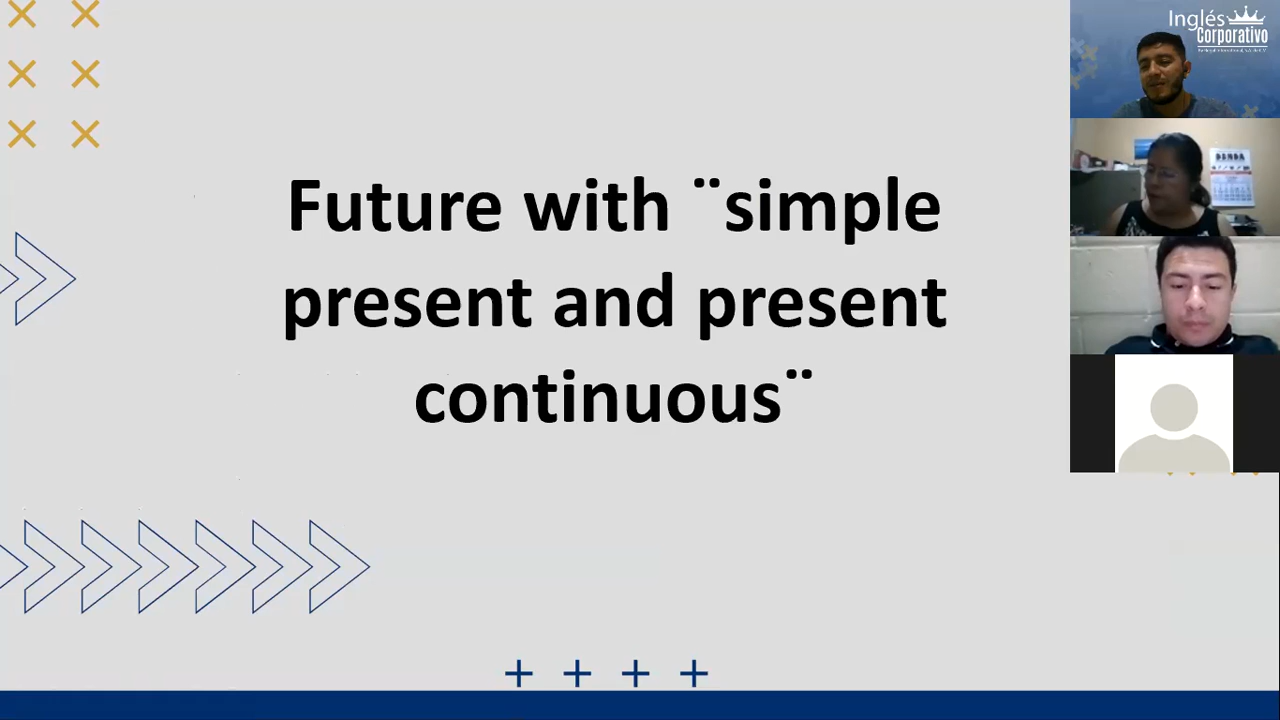 Future with ¨simple
present and present
continuous¨
Inglés
Corporativo